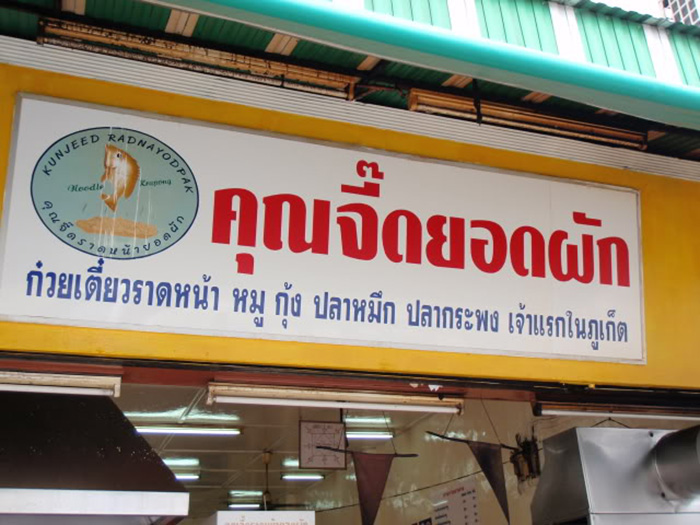 KUNJEED RADNAYODPAK
Noodle Krapong
คุณจี๊ดราดหน้ายอดผัก
คุณจี๊ดยอดผัก
ก๋วยเตี๋ยวราดหน้า หมู กุ้ง ปลาหมึก ปลากระพง เจ้าแรกในภูเก็ต